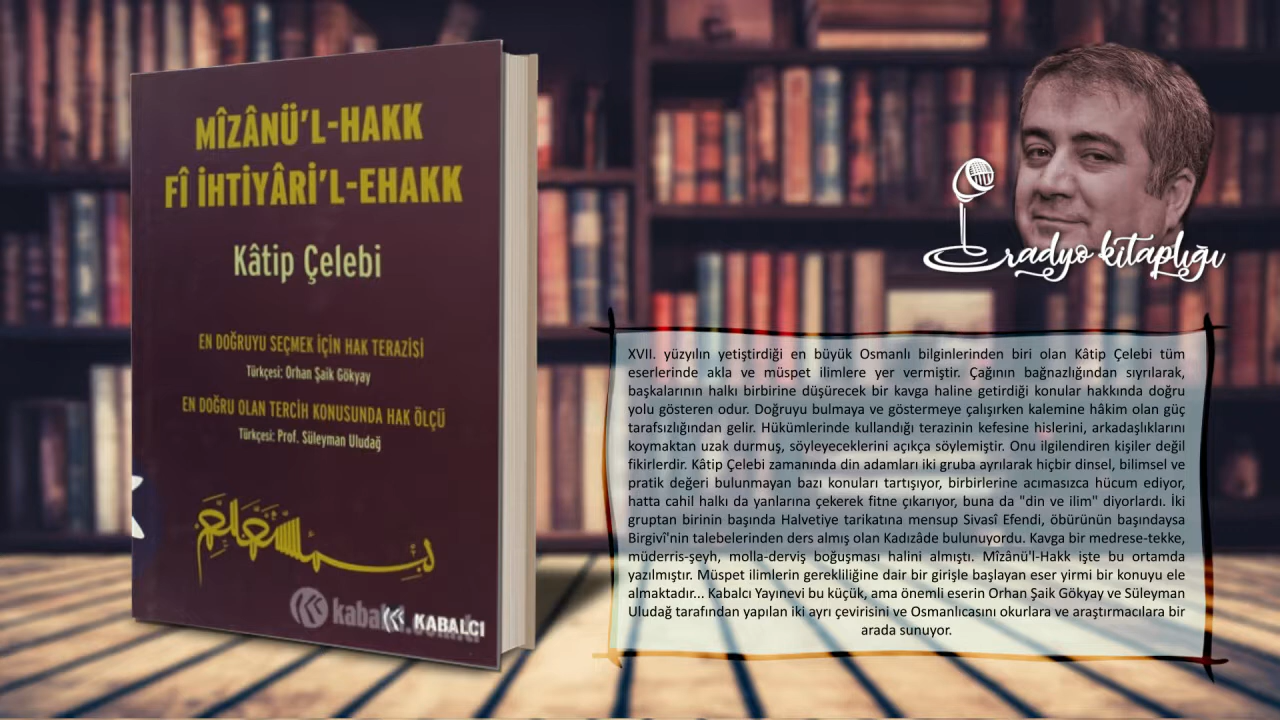 MÎZÂNÜ'L-HAKK
FÎ İHTİYÂRİ'L-EHAKK
Kâtip Çelebi
EN DOĞRUYU SEÇMEK İÇİN HAK TERAZİSİ
Türkçesi: Orhan Şaik Gökyay
EN DOĞRU OLAN TERCİH KONUSUNDA HAK ÖLÇÜ
Türkçesi: Prof. Süleyman Uludağ
KABALCI
radyo kitaplığı
XVII. yüzyılın yetiştirdiği en büyük Osmanlı bilginlerinden biri olan Kâtip Çelebi tüm
eserlerinde akla ve müspet ilimlere yer vermiştir. Çağının bağnazlığından sıyrılarak,
başkalarının halkı birbirine düşürecek bir kavga haline getirdiği konular hakkında doğru
yolu gösteren odur. Doğruyu bulmaya ve göstermeye çalışırken kalemine hâkim olan güç
tarafsızlığından gelir. Hükümlerinde kullandığı terazinin kefesine hislerini, arkadaşlıklarını
koymaktan uzak durmuş, söyleyeceklerini açıkça söylemiştir. Onu ilgilendiren kişiler değil
fikirlerdir. Kâtip Çelebi zamanında din adamları iki gruba ayrılarak hiçbir dinsel, bilimsel ve
pratik değeri bulunmayan bazı konuları tartışıyor, birbirlerine acımasızca hücum ediyor,
hatta cahil halkı da yanlarına çekerek fitne çıkarıyor, buna da "din ve ilim" diyorlardı. İki
gruptan birinin başında Halvetiye tarikatına mensup Sivasî Efendi, öbürünün başındaysa
Birgivî'nin talebelerinden ders almış olan Kadızâde bulunuyordu. Kavga bir medrese-tekke,
müderris-şeyh, molla-derviş boğuşması halini almıştı. Mîzânü'l-Hakk işte bu ortamda
yazılmıştır. Müspet ilimlerin gerekliliğine dair bir girişle başlayan eser yirmi bir konuyu ele
almaktadır... Kabalcı Yayınevi bu küçük, ama önemli eserin Orhan Şaik Gökyay ve Süleyman
Uludağ tarafından yapılan iki ayrı çevirisini ve Osmanlıcasını okurlara ve araştırmacılara bir
arada sunuyor.